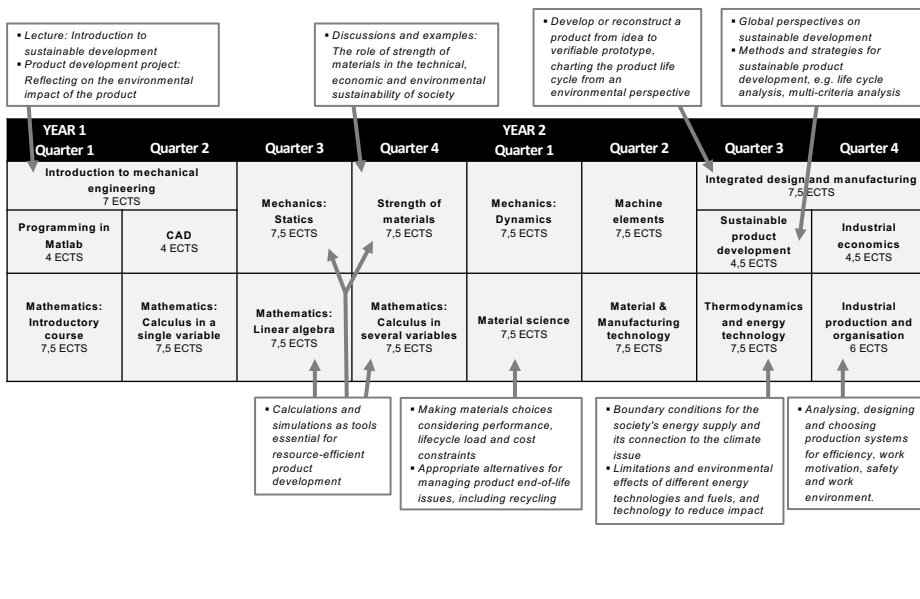 ▪ Lecture: Introduction to
sustainable development
▪ Product development project:
Reflecting on the environmental
impact of the product
▪ Discussions and examples:
The role of strength of
materials in the technical,
economic and environmental
sustainability of society
▪ Develop or reconstruct a
product from idea to
verifiable prototype,
charting the product life
cycle from an
environmental perspective
▪ Global perspectives on
sustainable development
▪ Methods and strategies for
sustainable product
development, e.g. life cycle
analysis, multi-criteria analysis
YEAR 1
YEAR 2
Quarter 1
Quarter 2
Quarter 3
Quarter 4
Quarter 1
Quarter 2
Quarter 3
Quarter 4
Introduction to mechanical
engineering
7 ECTS
Programming in
Matlab
4 ECTS
CAD
4 ECTS
Mechanics:
Statics
7,5 ECTS
Strength of
materials
7,5 ECTS
Mechanics:
Dynamics
7,5 ECTS
Machine
elements
7,5 ECTS
Integrated design and manufacturing
7,5 ECTS
Sustainable
product
development
4,5 ECTS
Industrial
economics
4,5 ECTS
Mathematics:
Introductory
course
7,5 ECTS
Mathematics:
Calculus in a
single variable
7,5 ECTS
Mathematics:
Linear algebra
7,5 ECTS
Mathematics:
Calculus in
several variables
7,5 ECTS
Material science
7,5 ECTS
Material &
Manufacturing
technology
7,5 ECTS
Thermodynamics
and energy
technology
7,5 ECTS
Industrial
production and
organisation
6 ECTS
▪ Calculations and
simulations as tools
essential for
resource-efficient
product
development
▪ Making materials choices
considering performance,
lifecycle load and cost
constraints
▪ Appropriate alternatives for
managing product end-of-life
issues, including recycling
▪ Boundary conditions for the
society's energy supply and
its connection to the climate
issue
▪ Limitations and environmental
effects of different energy
technologies and fuels, and
technology to reduce impact
▪ Analysing, designing
and choosing
production systems
for efficiency, work
motivation, safety
and work
environment.